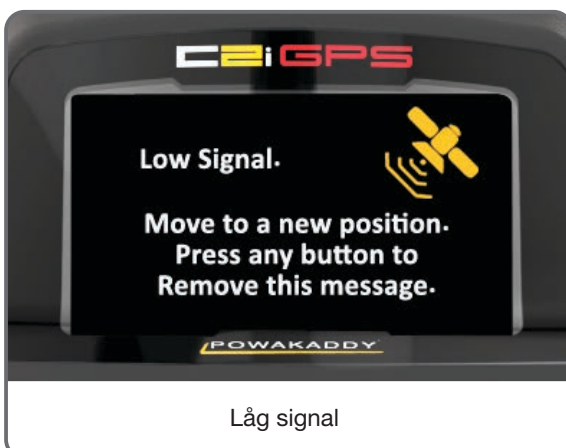 C2i GPS
Low Signal.
Move to a new position.
Press any button to
Remove this message.
POWAKADDY
Låg signal